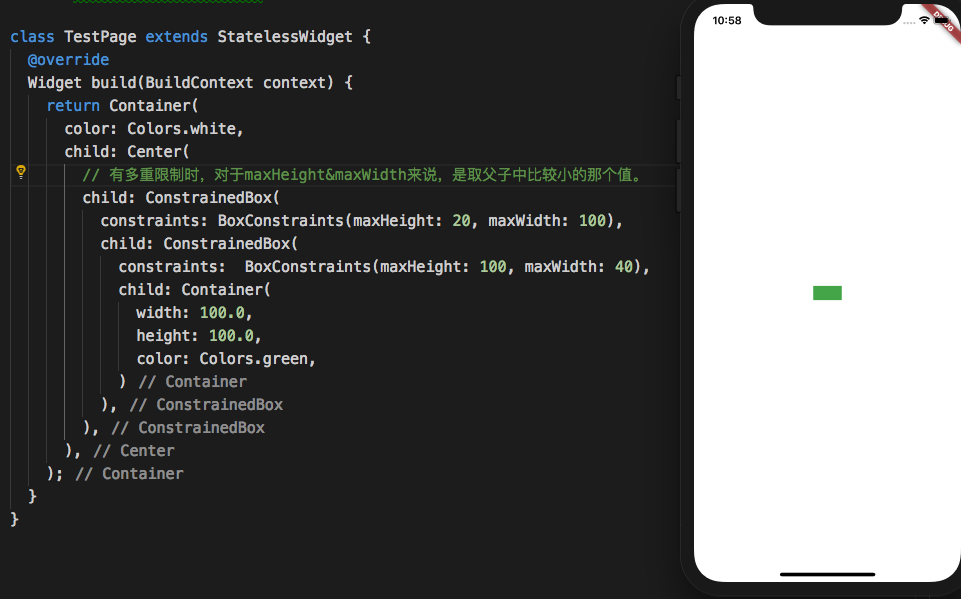 class TestPage extends StatelessWidget {
@override
Widget build(BuildContext context) {
return Container(
color: Colors.white,
child: Center(
// 有多重限制时，对于maxHeight&maxWidth来说，是取父子中比较小的那个值。
child: ConstrainedBox(
constraints: BoxConstraints(maxHeight: 20, maxWidth: 100),
child: ConstrainedBox(
constraints:  BoxConstraints(maxHeight: 100, maxWidth: 40),
child: Container(
width: 100.0,
height: 100.0,
color: Colors.green,
) // Container
), // ConstrainedBox
), // ConstrainedBox
), // Center
); // Container
}
}
10:58